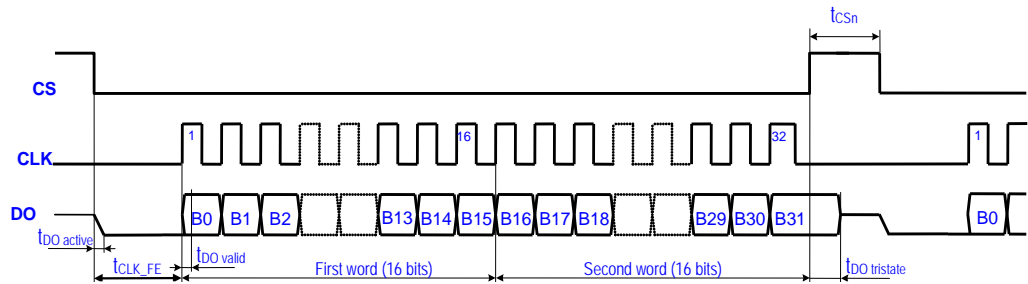 tCSn
CS
1 16 32 1
CLK
DO B0 B1 B2 B13 B14 B15 B16 B17 B18 B29 B30 B31 B0
tDO active tDO valid
tCLK_FE First word (16 bits) Second word (16 bits) tDO tristate